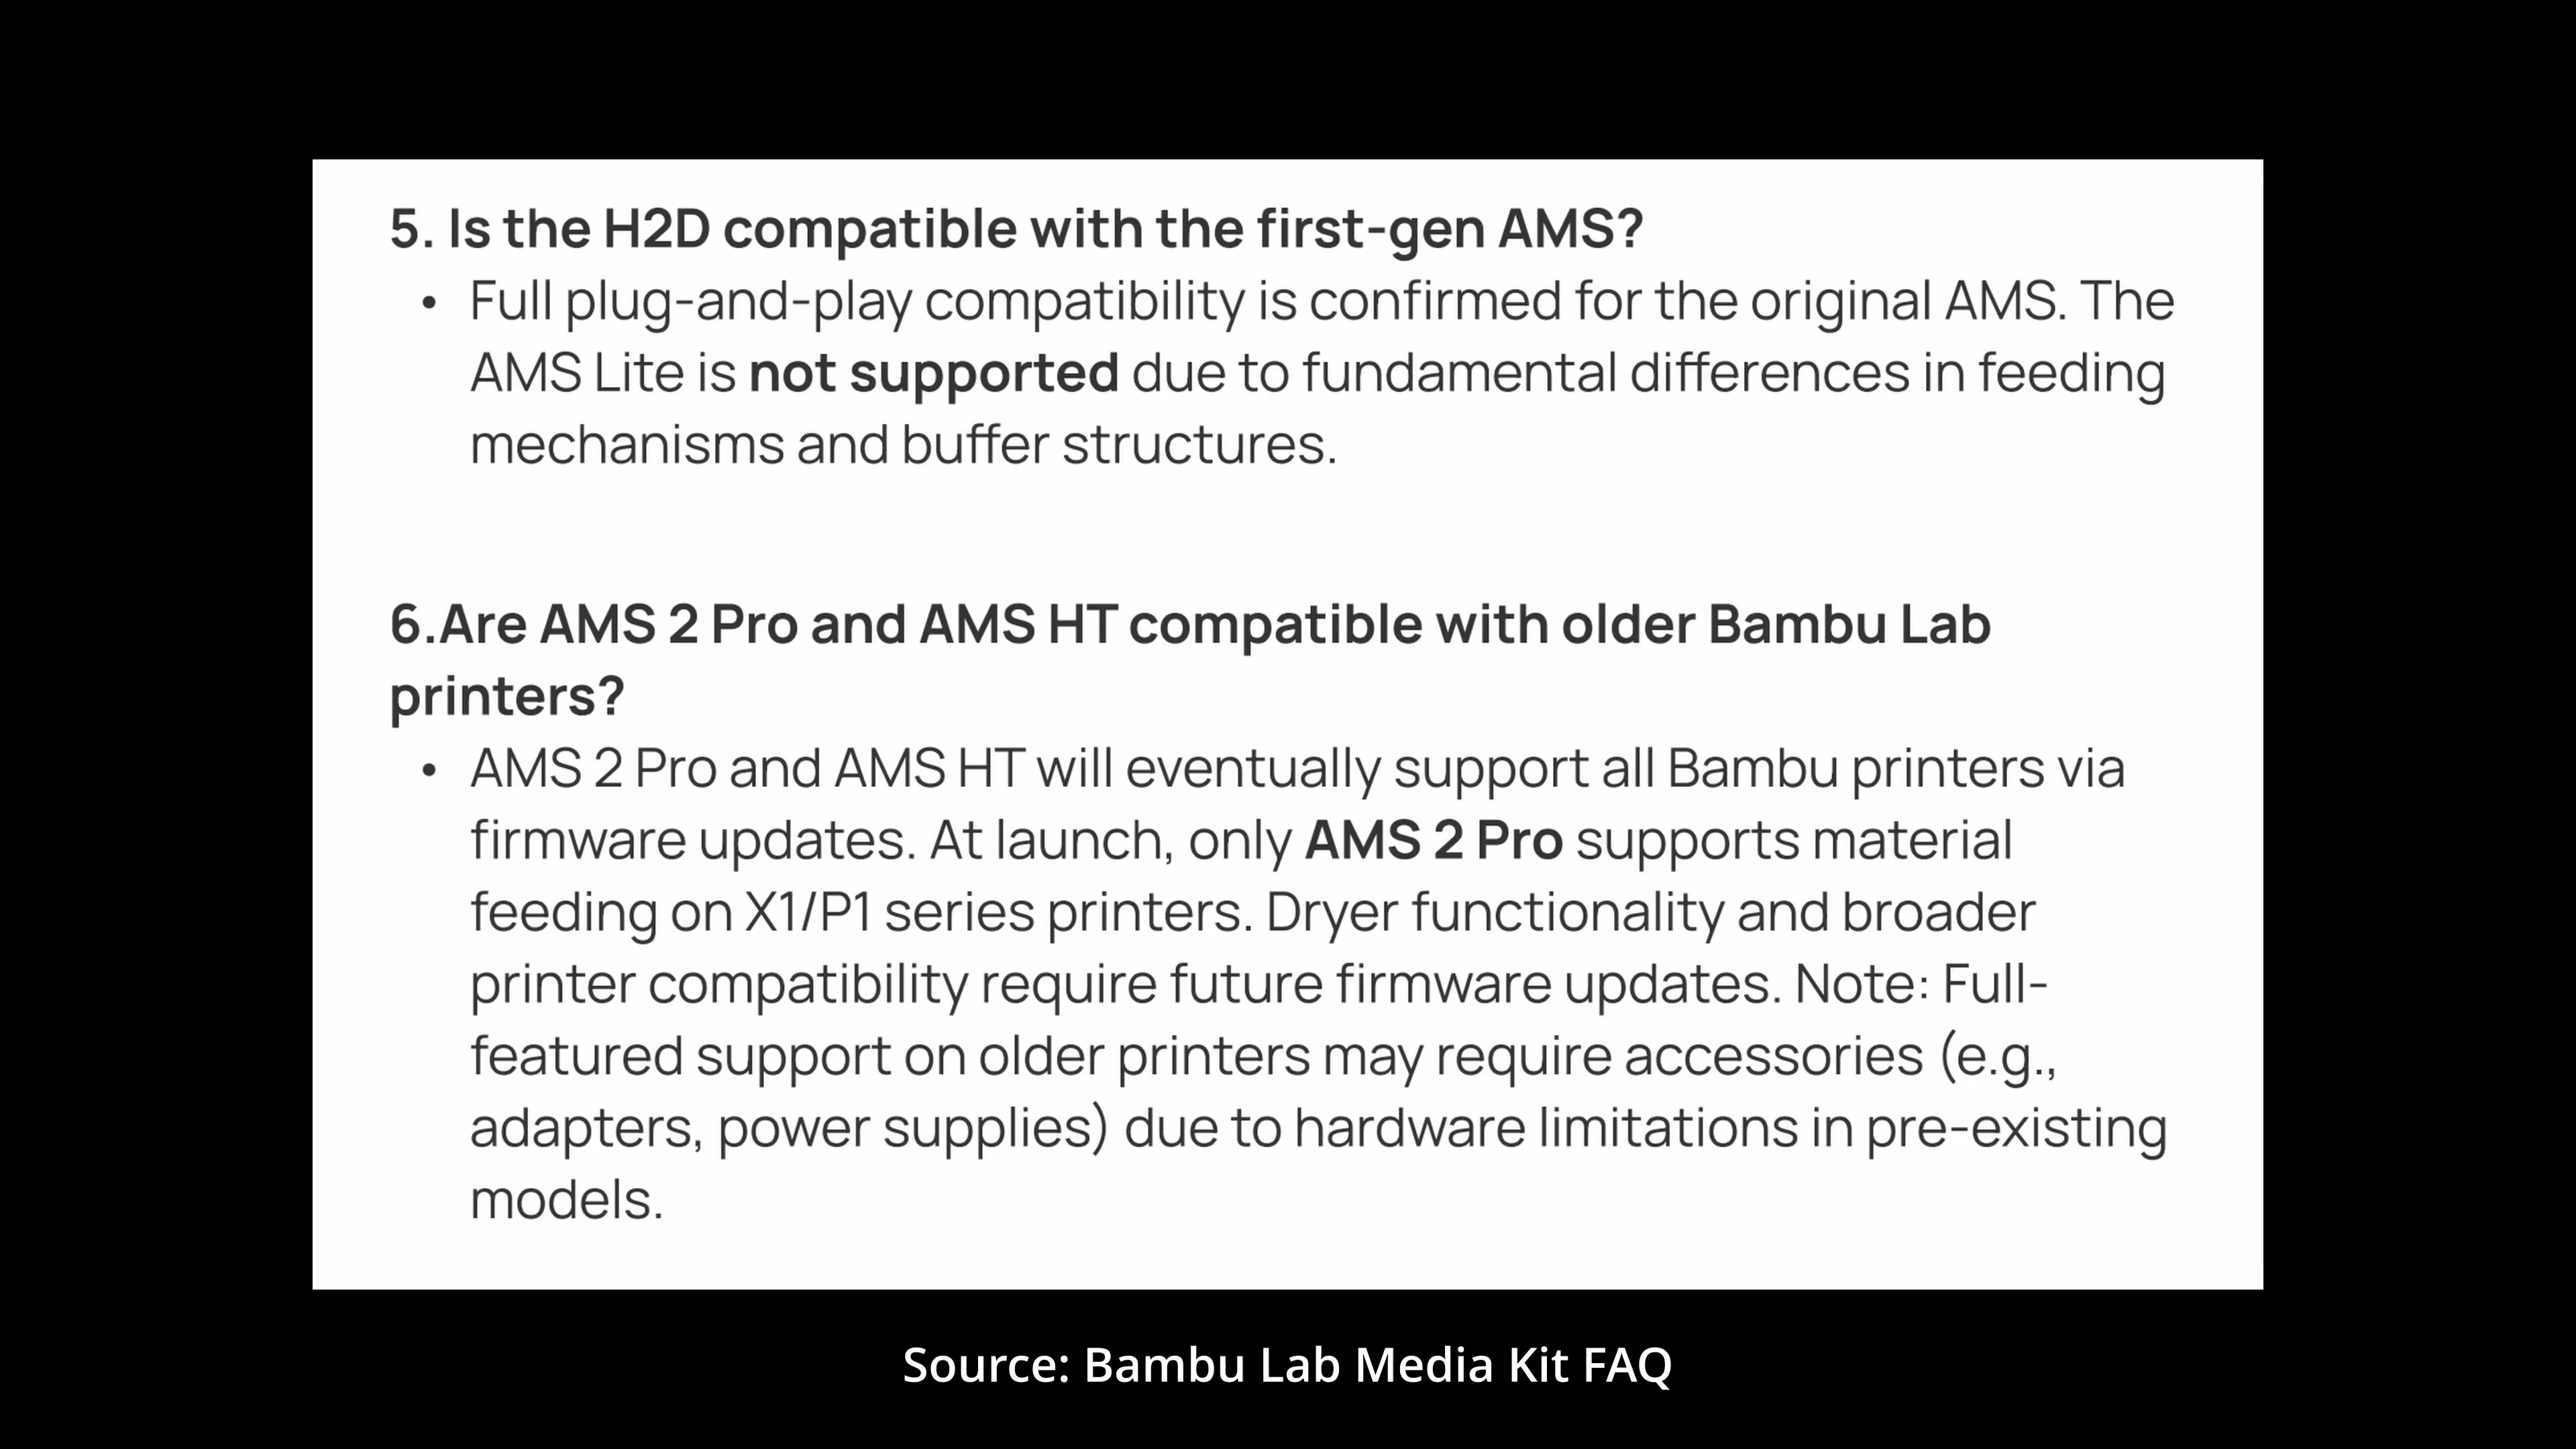 5. Is the H2D compatible with the first-gen AMS?
• Full plug-and-play compatibility is confirmed for the original AMS. The
AMS Lite is not supported due to fundamental differences in feeding
mechanisms and buffer structures.
6.Are AMS 2 Pro and AMS HT compatible with older Bambu Lab
printers?
• AMS 2 Pro and AMS HT will eventually support all Bambu printers via
firmware updates. At launch, only AMS 2 Pro supports material
feeding on X1/P1 series printers. Dryer functionality and broader
printer compatibility require future firmware updates. Note: Full-
featured support on older printers may require accessories (e.g.,
adapters, power supplies) due to hardware limitations in pre-existing
models.
Source: Bambu Lab Media Kit FAQ